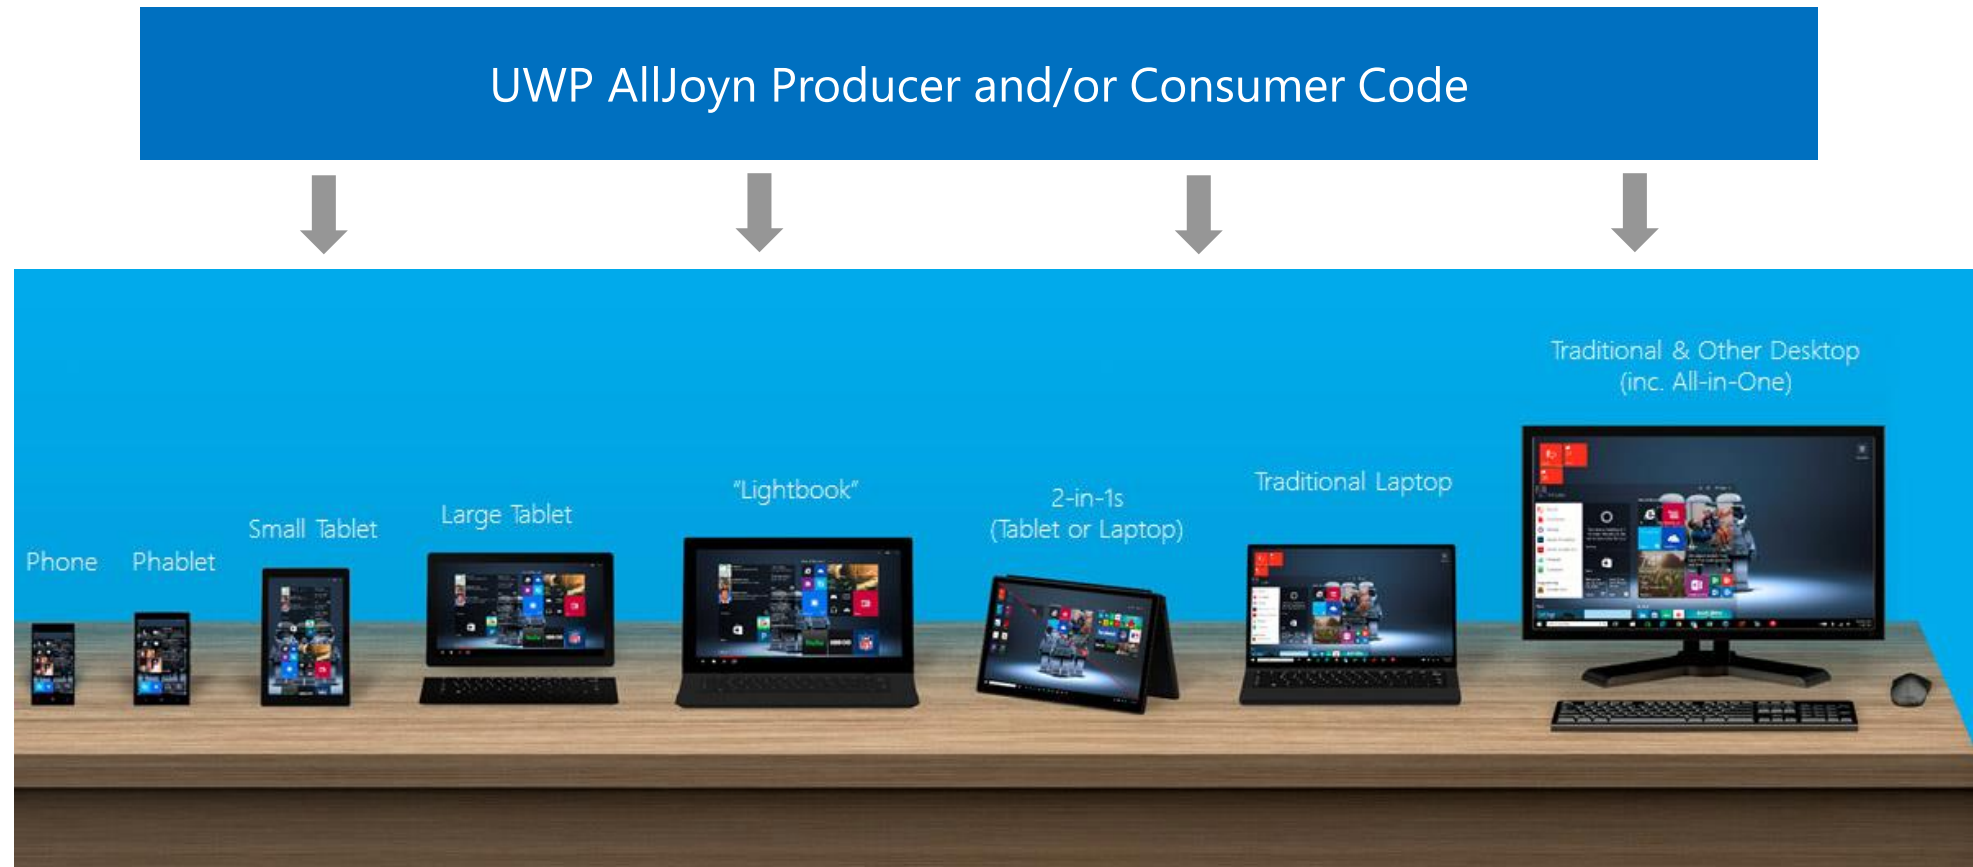 UWP AllJoyn Producer and/or Consumer Code
Traditional & Other Desktop
(inc. All-in-One)
Phone
Phablet
Small Tablet
Large Tablet
"Lightbook"
2-in-1s
(Tablet or Laptop)
Traditional Laptop